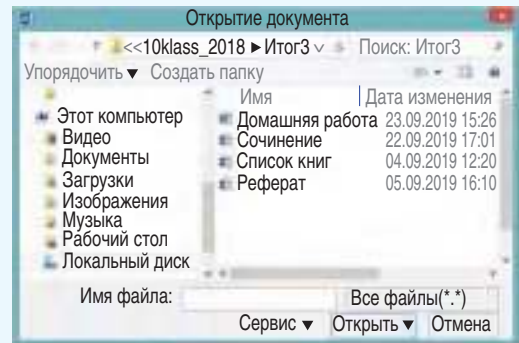 Открытие документа
<<10klass_2018 ►Итог3 Поиск: Итог3
Упорядочить ▼ Создать папку
Имя Дата изменения
Этот компьютер
Видео
Документы
Загрузки
Изображения
Музыка
Рабочий стол
Локальный диск
Домашняя работа 23.09.2019 15:26
Сочинение 22.09.2019 17:01
Список книг 04.09.2019 12:20
Реферат 05.09.2019 16:10
Имя файла: Все файлы(*.*)
Сервис ▼ Открыть ▼ Отмена